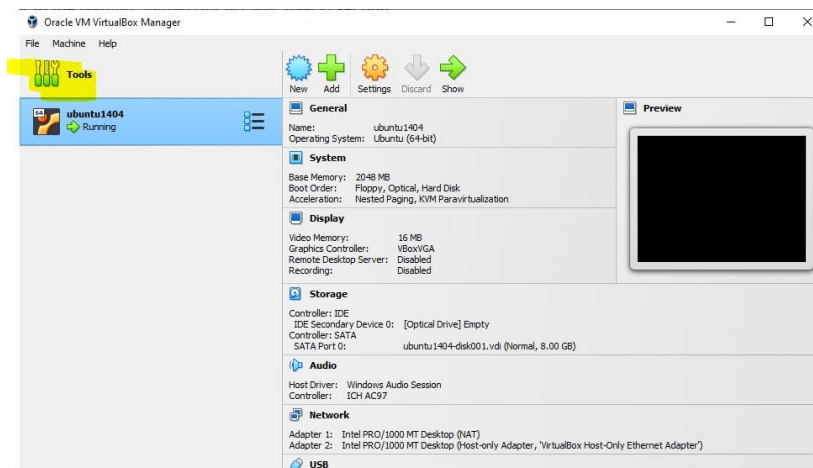 Oracle VM VirtualBox Manager
File Machine Help
Tools
New Add Settings Discard Show
64 ubuntu1404
Running
General
Name: ubuntu1404
Operating System: Ubuntu (64-bit)
Preview
System
Base Memory: 2048 MB
Boot Order: Floppy, Optical, Hard Disk
Acceleration: Nested Paging, KVM Paravirtualization
Display
Video Memory: 16 MB
Graphics Controller: VBoxVGA
Remote Desktop Server: Disabled
Recording: Disabled
Storage
Controller: IDE
IDE Secondary Device 0: [Optical Drive] Empty
Controller: SATA
SATA Port 0: ubuntu1404-disk001.vdi (Normal, 8.00 GB)
Audio
Host Driver: Windows Audio Session
Controller: ICH AC97
Network
Adapter 1: Intel PRO/1000 MT Desktop (NAT)
Adapter 2: Intel PRO/1000 MT Desktop (Host-only Adapter, 'VirtualBox Host-Only Ethernet Adapter')
USB